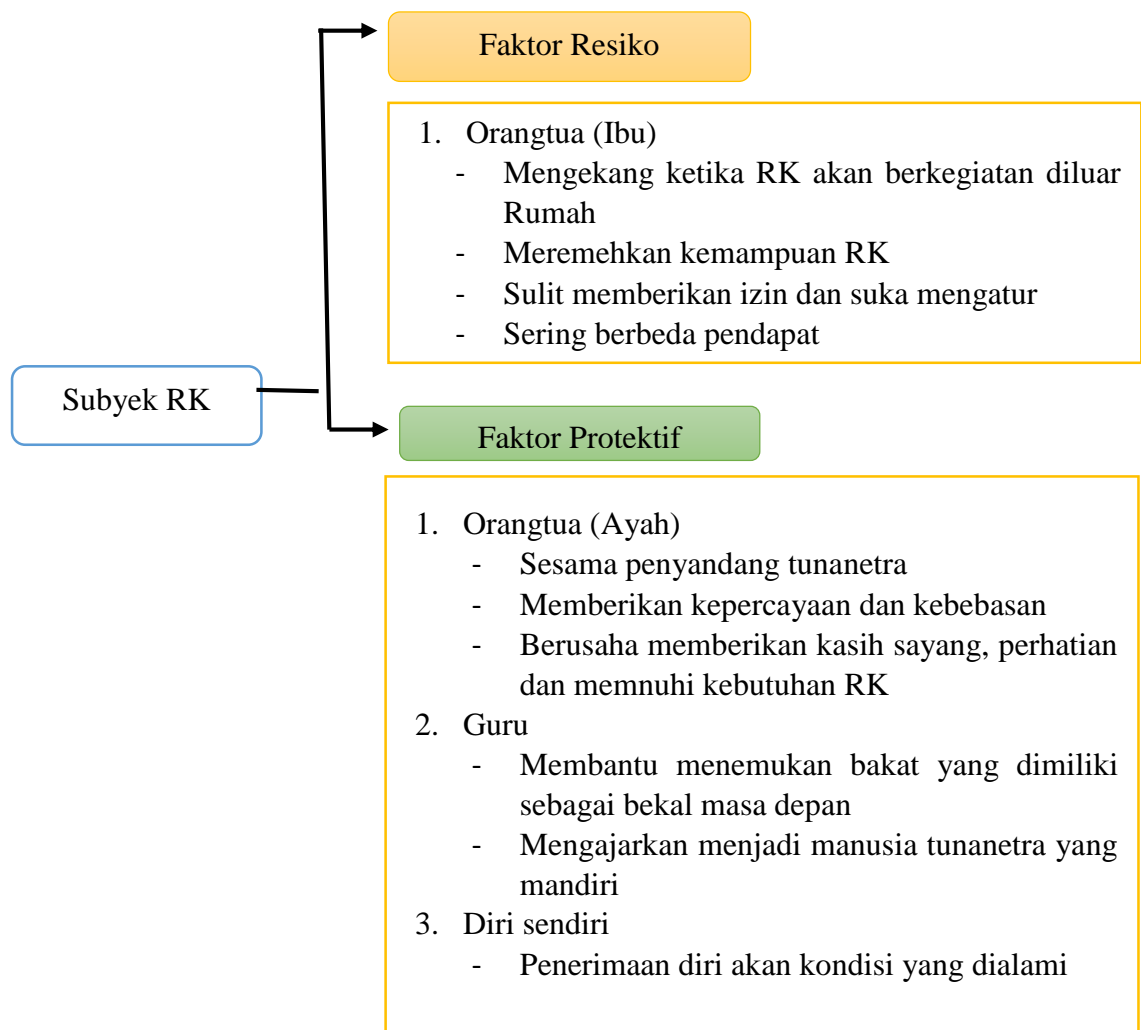 Faktor Resiko
1. Orangtua (Ibu)
- Mengekang ketika RK akan berkegiatan diluar
Rumah
- Meremehkan kemampuan RK
- Sulit memberikan izin dan suka mengatur
- Sering berbeda pendapat
Subyek RK
Faktor Protektif
1. Orangtua (Ayah)
- Sesama penyandang tunanetra
- Memberikan kepercayaan dan kebebasan
- Berusaha memberikan kasih sayang, perhatian
dan memnuhi kebutuhan RK
2. Guru
- Membantu menemukan bakat yang dimiliki
sebagai bekal masa depan
- Mengajarkan menjadi manusia tunanetra yang
mandiri
3. Diri sendiri
- Penerimaan diri akan kondisi yang dialami